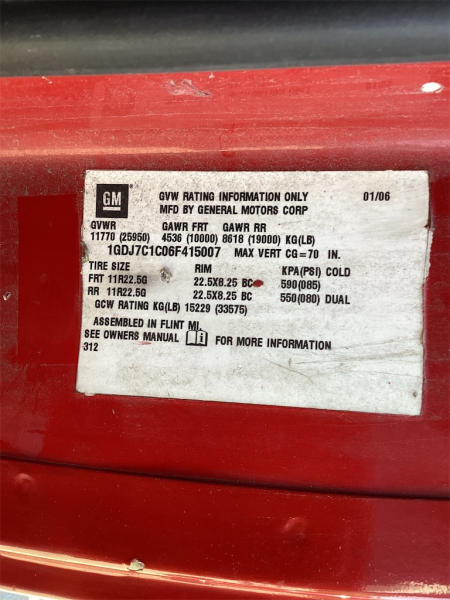 GM
GVW RATING INFORMATION ONLY 01/06
MFD BY GENERAL MOTORS CORP
GVWR GAWR FRT GAWR RR
11770 (25950) 4536 (10000) 8618 (19000) KG(LB)
1GDJ7C1C06F415007 MAX VERT CG=70 IN.
TIRE SIZE RIM KPA(PSI) COLD
FRT 11R22.5G 22.5X8.25 BC 590(085)
RR 11R22.5G 22.5X8.25 BC 550(080) DUAL
GCW RATING KG(LB) 15229 (33575)
ASSEMBLED IN FLINT MI.
SEE OWNERS MANUAL FOR MORE INFORMATION
312